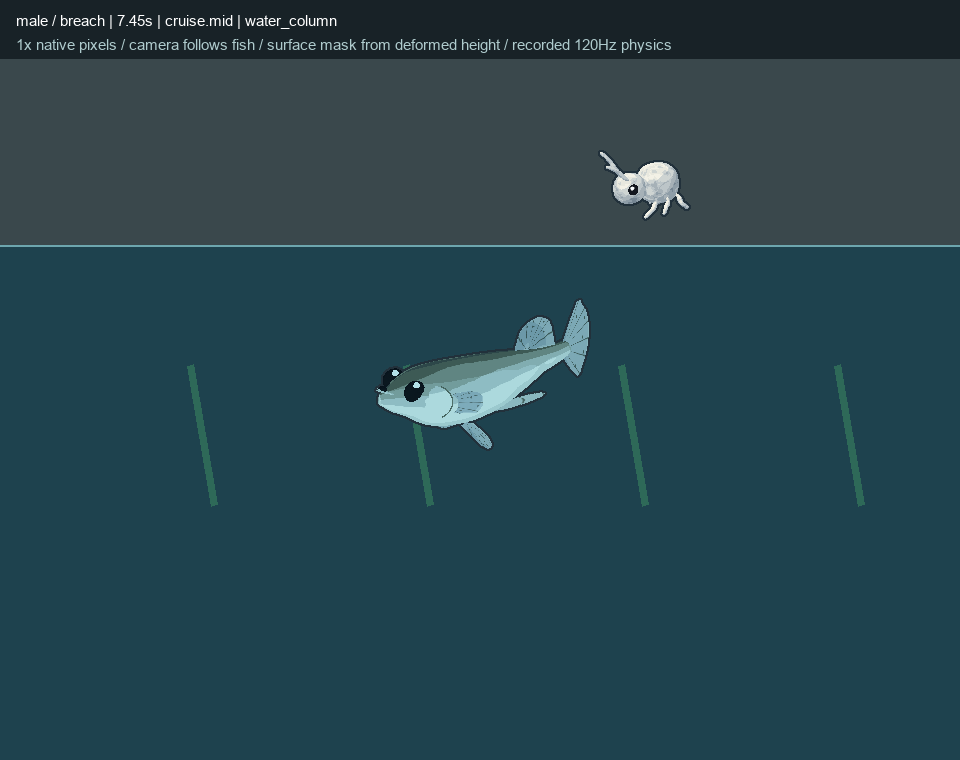 male / breach | 7.45s | cruise.mid | water_column
1x native pixels / camera follows fish / surface mask from deformed height / recorded 120Hz physics